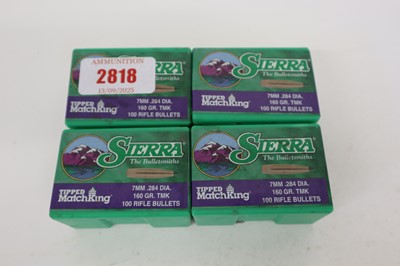 AMMUNITION
2818
13/09/2025
TIPPED
MatchKing
7MM .284 DIA.
160 GR. TMK
100 RIFLE BULLETS
SIERRA
The Bulletsmiths
TIPPED
MatchKing
7MM .284 DIA.
160 GR. TMK
100 RIFLE BULLETS
SIERRA
The Bulletsmiths
TIPPED
MatchKing
7MM .284 DIA.
160 GR. TMK
100 RIFLE BULLETS
SIERRA
The Bulletsmiths
TIPPED
MatchKing
7MM .284 DIA.
160 GR. TMK
100 RIFLE BULLETS